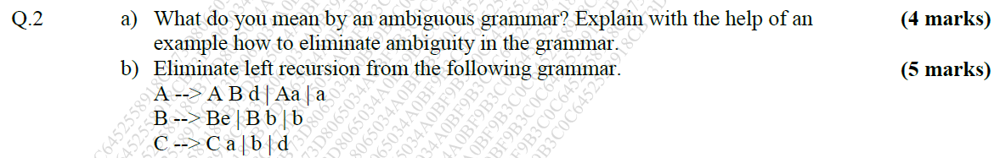 Q.2 a) What do you mean by an ambiguous grammar? Explain with the help of an (4 marks)
example how to eliminate ambiguity in the grammar.
b) Eliminate left recursion from the following grammar. (5 marks)
A --> A B d | Aa | a
B --> Be | B b | b
C --> C a | b | d